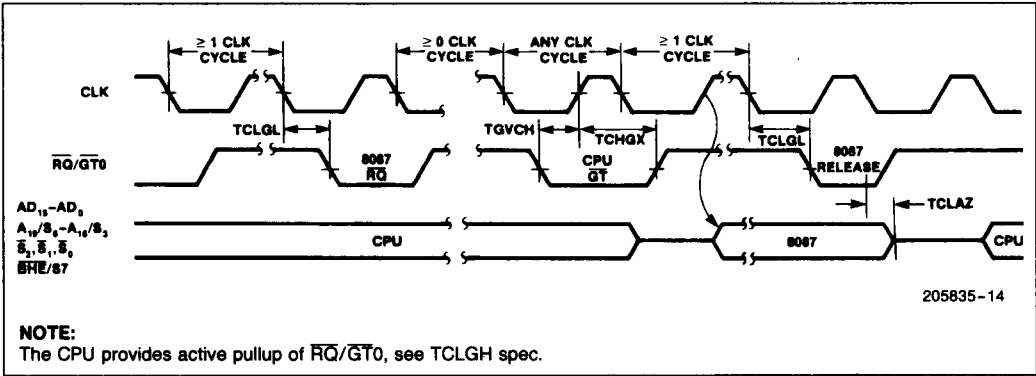 ≥ 1 CLK CYCLE
≥ 0 CLK CYCLE
ANY CLK CYCLE
≥ 1 CLK CYCLE
CLK
TCLGL
TGVCH
TCHGX
TCLGL
RQ/GT0
8087 RQ
CPU GT
8087 RELEASE
TCLAZ
AD15–AD0
A19/S6–A16/S3
S2, S1, S0
BHE/S7
CPU
8087
CPU
205835–14
NOTE:
The CPU provides active pullup of RQ/GT0, see TCLGH spec.